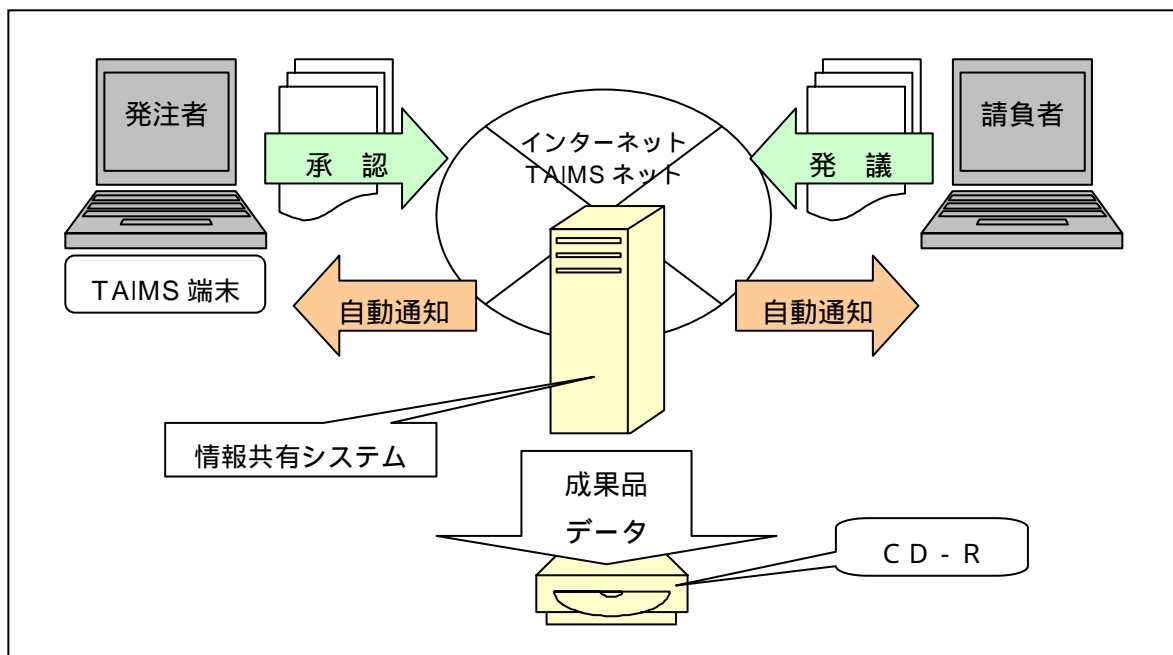 発注者
承 認
インターネット
TAIMS ネット
発 議
請負者
TAIMS 端末
自動通知
自動通知
情報共有システム
成果品
データ
CD-R